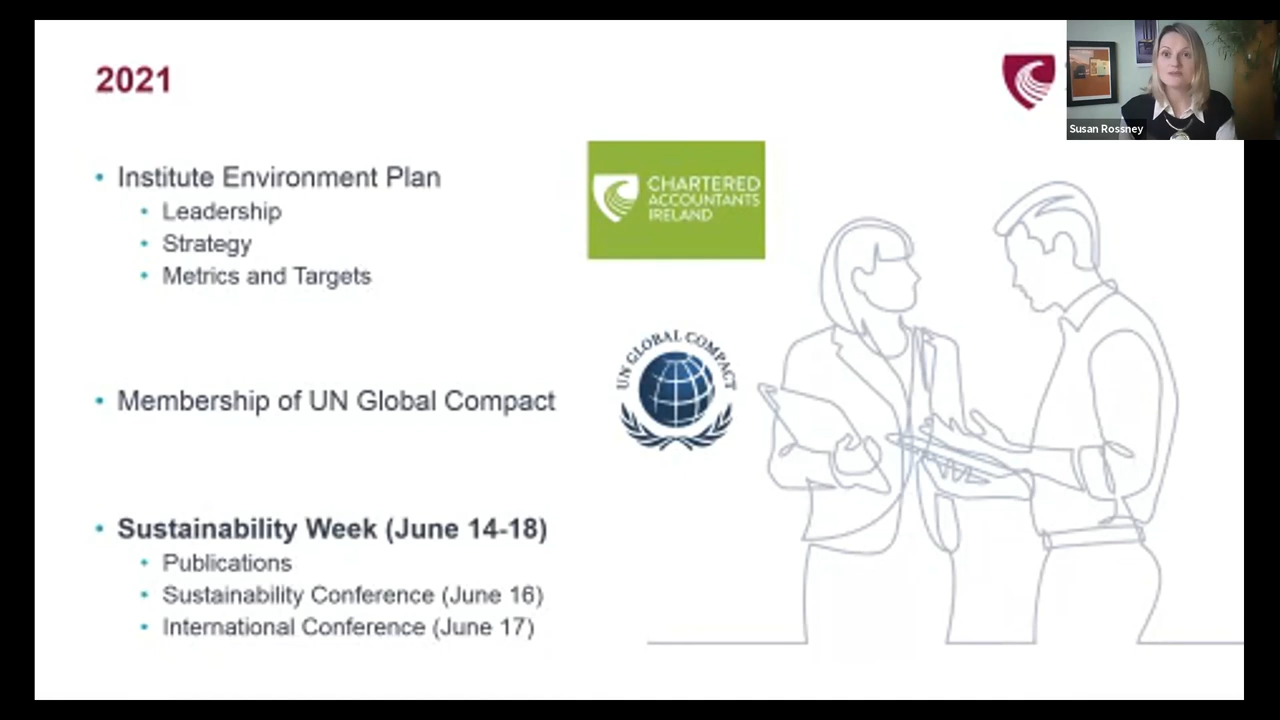 2021
Susan Rossney
• Institute Environment Plan
• Leadership
• Strategy
• Metrics and Targets
CHARTERED
ACCOUNTANTS
IRELAND
UN GLOBAL COMPACT
• Membership of UN Global Compact
• Sustainability Week (June 14-18)
• Publications
• Sustainability Conference (June 16)
• International Conference (June 17)